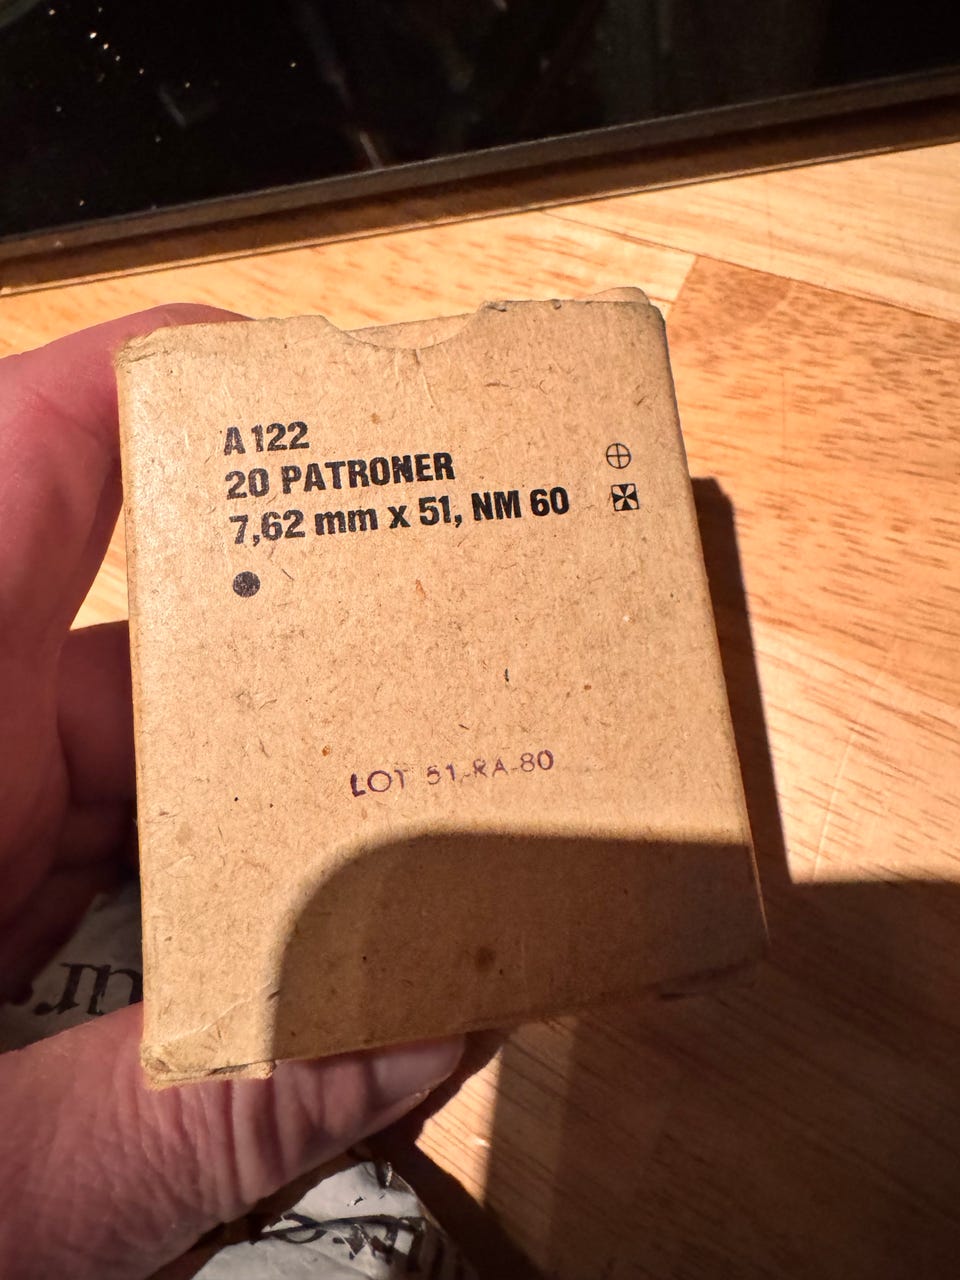 A 122
20 PATRONER
7,62 mm x 51, NM 60
LOT 51-RA-80